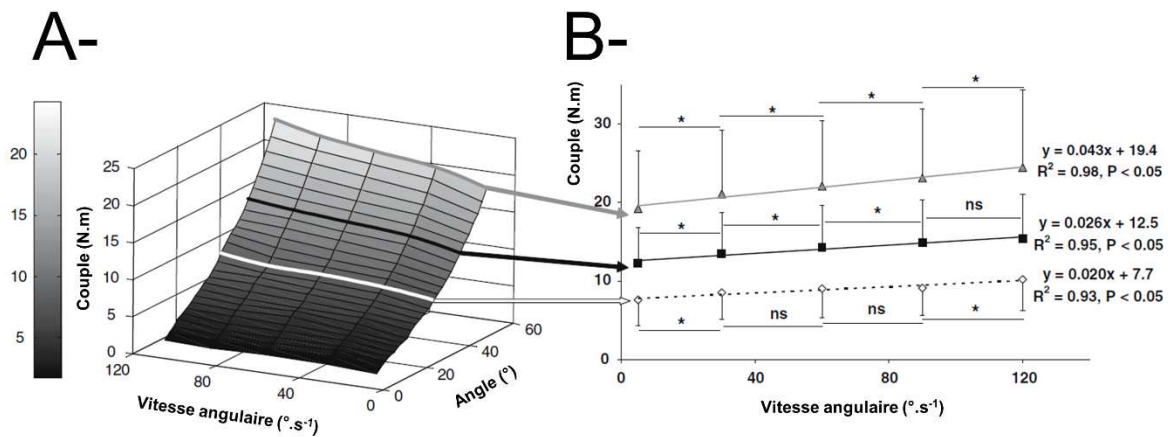 A-
B-
20
15
10
5
Couple (N.m)
25
20
15
10
5
0
120
80
40
0
Vitesse angulaire (°.s⁻¹)
0
20
40
60
Angle (°)
Couple (N.m)
30
20
10
0
0
40
80
120
Vitesse angulaire (°.s⁻¹)
* * * *
y = 0.043x + 19.4
R² = 0.98, P < 0.05
* * * ns
y = 0.026x + 12.5
R² = 0.95, P < 0.05
y = 0.020x + 7.7
R² = 0.93, P < 0.05
* ns ns *